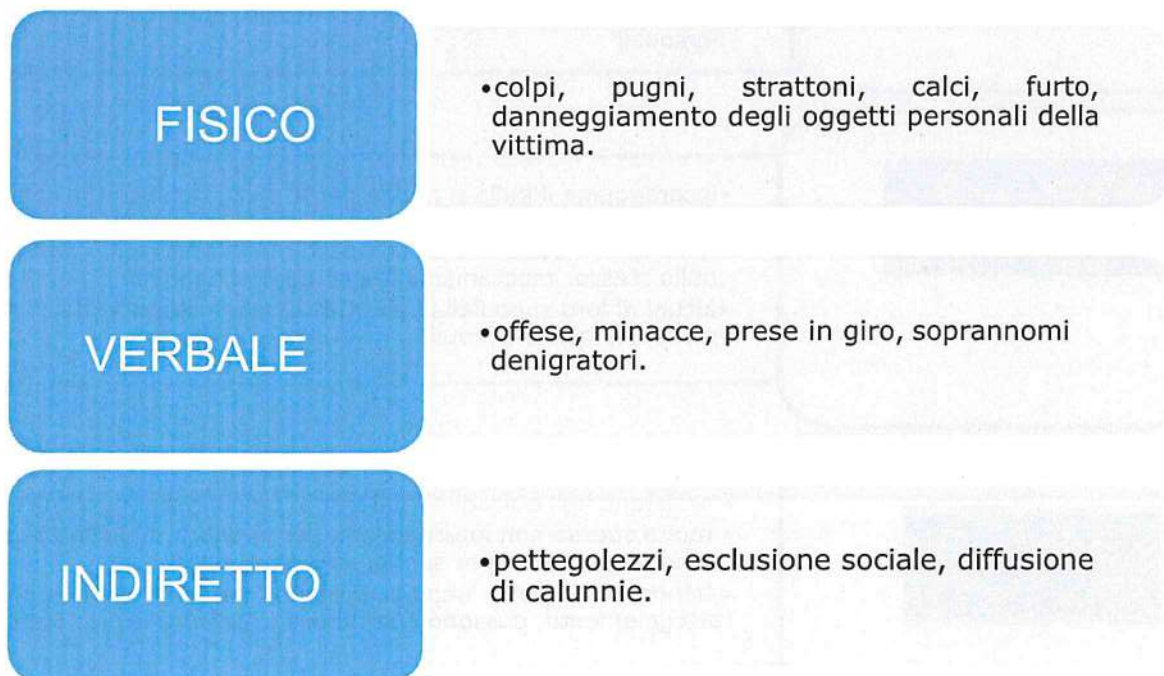 FISICO
•colpi, pugni, strattoni, calci, furto,
danneggiamento degli oggetti personali della
vittima.
VERBALE
•offese, minacce, prese in giro, soprannomi
denigratori.
INDIRETTO
•pettegolezzi, esclusione sociale, diffusione
di calunnie.